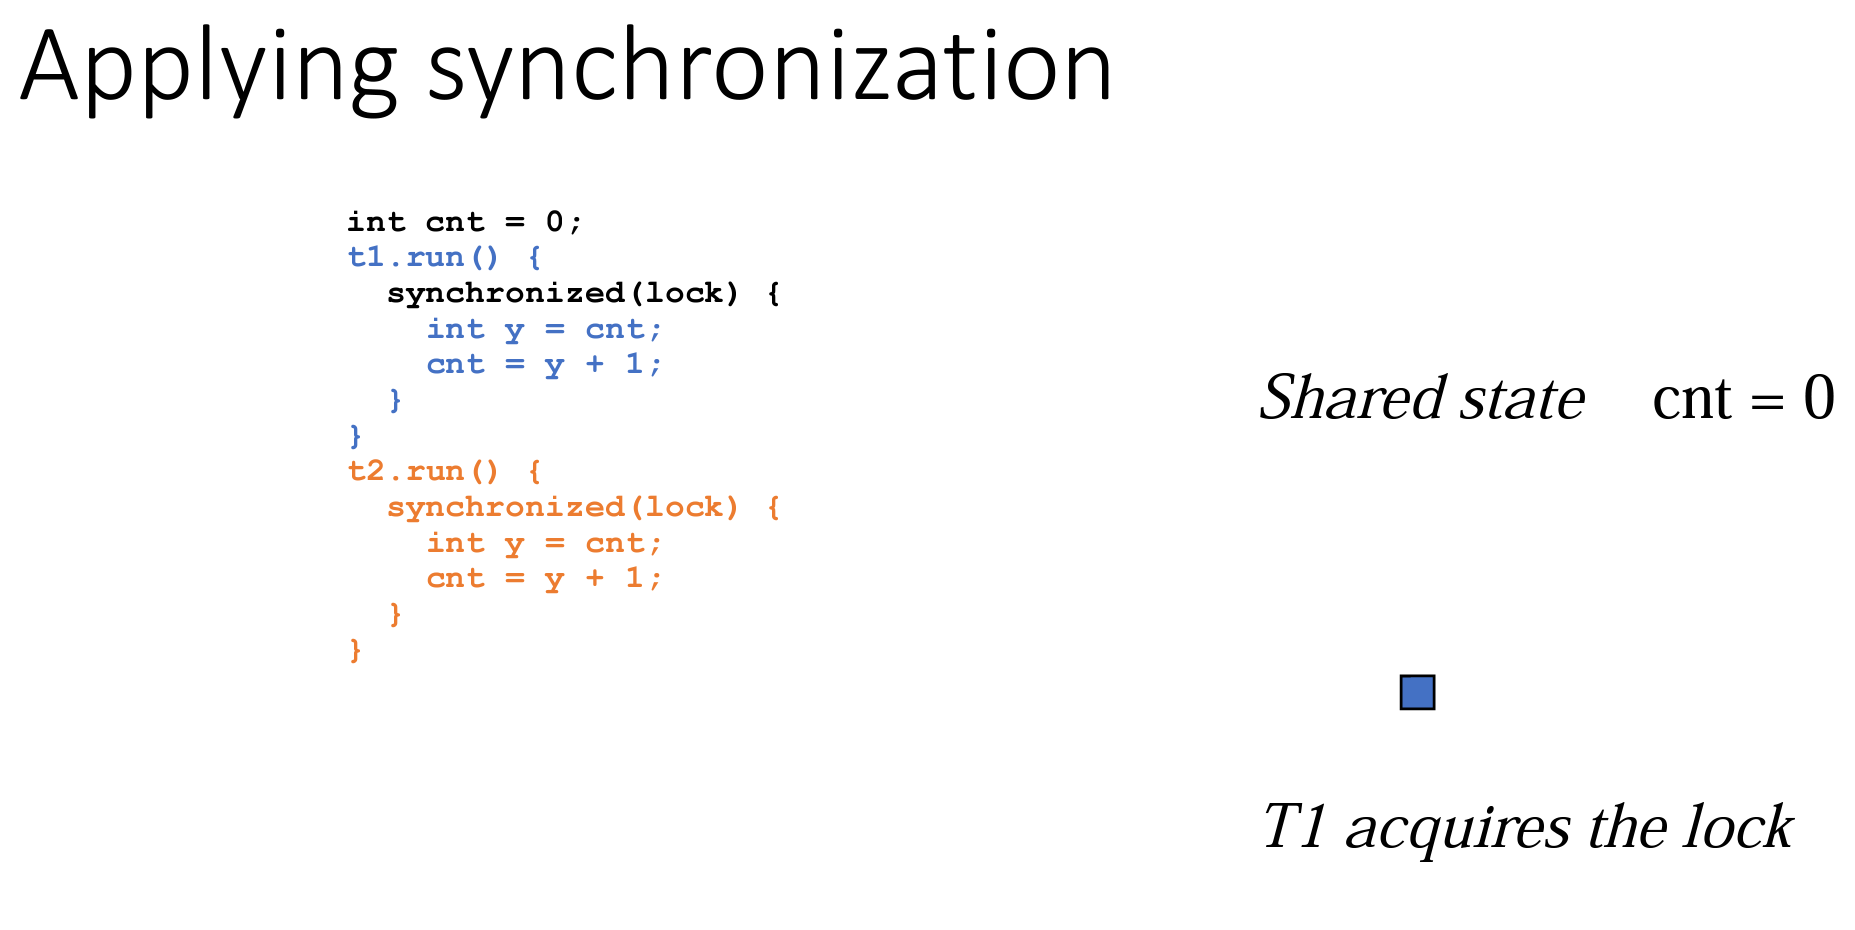 Applying synchronization
int cnt = 0;
t1.run() {
  synchronized(lock) {
    int y = cnt;
    cnt = y + 1;
  }
}
t2.run() {
  synchronized(lock) {
    int y = cnt;
    cnt = y + 1;
  }
}
Shared state cnt = 0
T1 acquires the lock